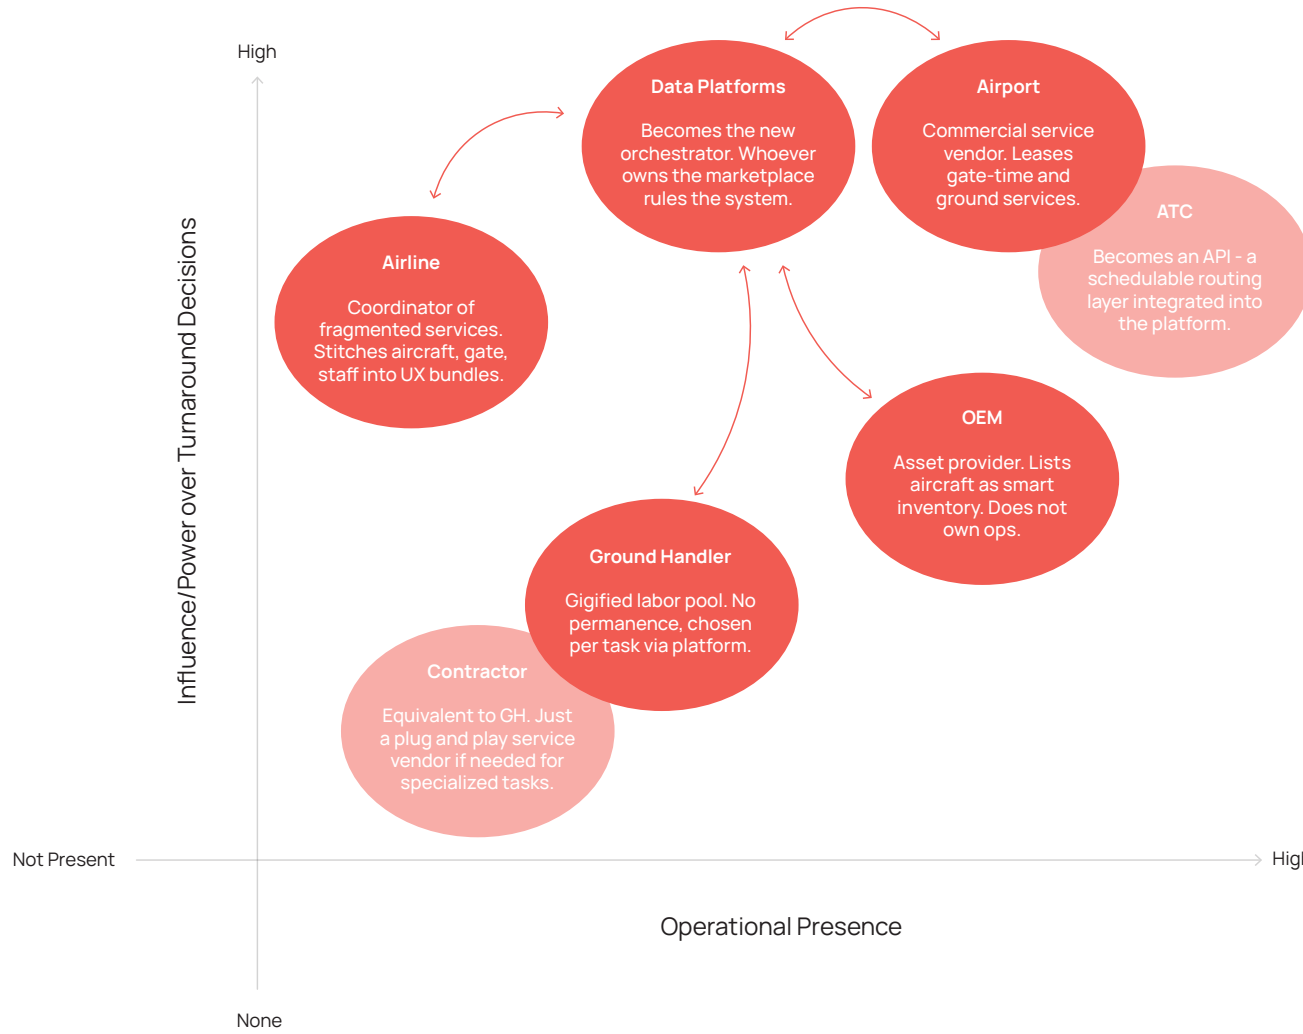 High
Data Platforms
Becomes the new
orchestrator. Whoever
owns the marketplace
rules the system.
Airport
Commercial service
vendor. Leases
gate-time and
ground services.
ATC
Becomes an API - a
schedulable routing
layer integrated into
the platform.
Airline
Coordinator of
fragmented services.
Stitches aircraft, gate,
staff into UX bundles.
Influence/Power over Turnaround Decisions
OEM
Asset provider. Lists
aircraft as smart
inventory. Does not
own ops.
Ground Handler
Gigified labor pool. No
permanence, chosen
per task via platform.
Contractor
Equivalent to GH. Just
a plug and play service
vendor if needed for
specialized tasks.
Not Present
High
Operational Presence
None